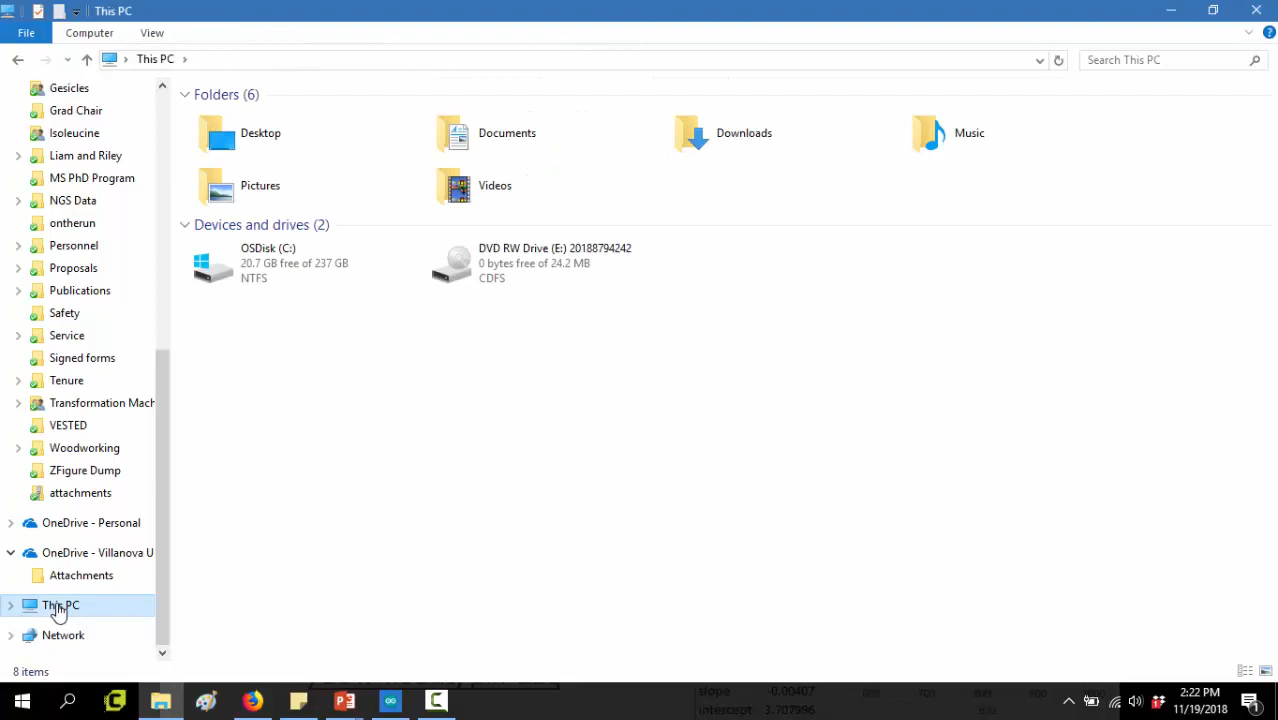 This PC
File
Computer
View
This PC
Search This PC
Gesicles
Grad Chair
Isoleucine
Liam and Riley
MS PhD Program
NGS Data
ontherun
Personnel
Proposals
Publications
Safety
Service
Signed forms
Tenure
Transformation Mach
VESTED
Woodworking
ZFigure Dump
attachments
OneDrive - Personal
OneDrive - Villanova U
Attachments
This PC
Network
Folders (6)
Desktop
Documents
Downloads
Music
Pictures
Videos
Devices and drives (2)
OSDisk (C:)
20.7 GB free of 237 GB
NTFS
DVD RW Drive (E:) 20188794242
0 bytes free of 24.2 MB
CDFS
8 items
slope -0.00407
intercept 3.707996
2:22 PM
11/19/2018
1